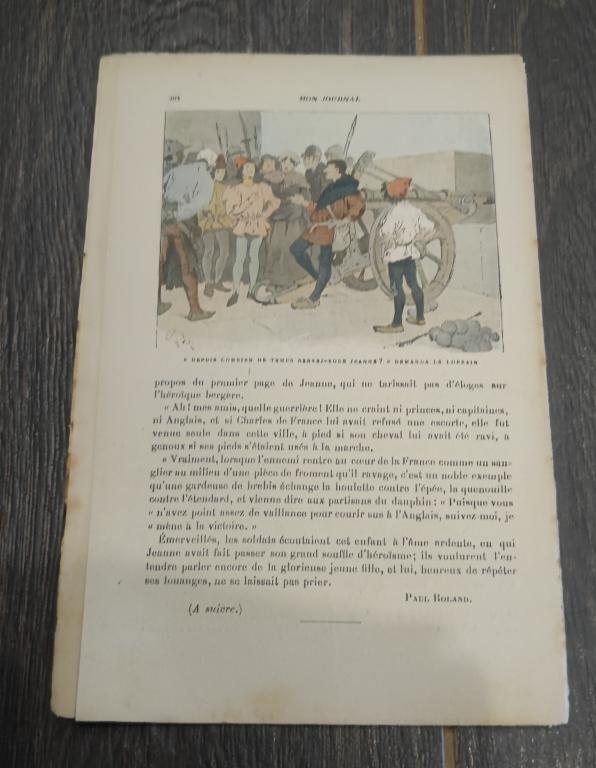 304
MON JOURNAL
« DEPUIS COMBIEN DE TEMPS SERVEZ-VOUS JEANNE? » DEMANDA LE LORRAIN
propos du premier page de Jeanne, qui ne tarissait pas d'éloges sur
l'héroïque bergère.
« Ah! mes amis, quelle guerrière! Elle ne craint ni princes, ni capitaines,
ni Anglais, et si Charles de France lui avait refusé une escorte, elle fût
venue seule dans cette ville, à pied si son cheval lui avait été ravi, à
genoux si ses pieds s'étaient usés à la marche.
« Vraiment, lorsque l'ennemi rentre au cœur de la France comme un san-
glier au milieu d'une pièce de froment qu'il ravage, c'est un noble exemple
qu'une gardeuse de brebis échange la houlette contre l'épée, la quenouille
contre l'étendard, et vienne dire aux partisans du dauphin: « Puisque vous
« n'avez point assez de vaillance pour courir sus à l'Anglais, suivez-moi, je
« mène à la victoire. »
Émerveillés, les soldats écoutaient cet enfant à l'âme ardente, en qui
Jeanne avait fait passer son grand souffle d'héroïsme; ils voulurent l'en-
tendre parler encore de la glorieuse jeune fille, et lui, heureux de répéter
ses louanges, ne se laissait pas prier.
PAUL ROLAND.
(A suivre.)